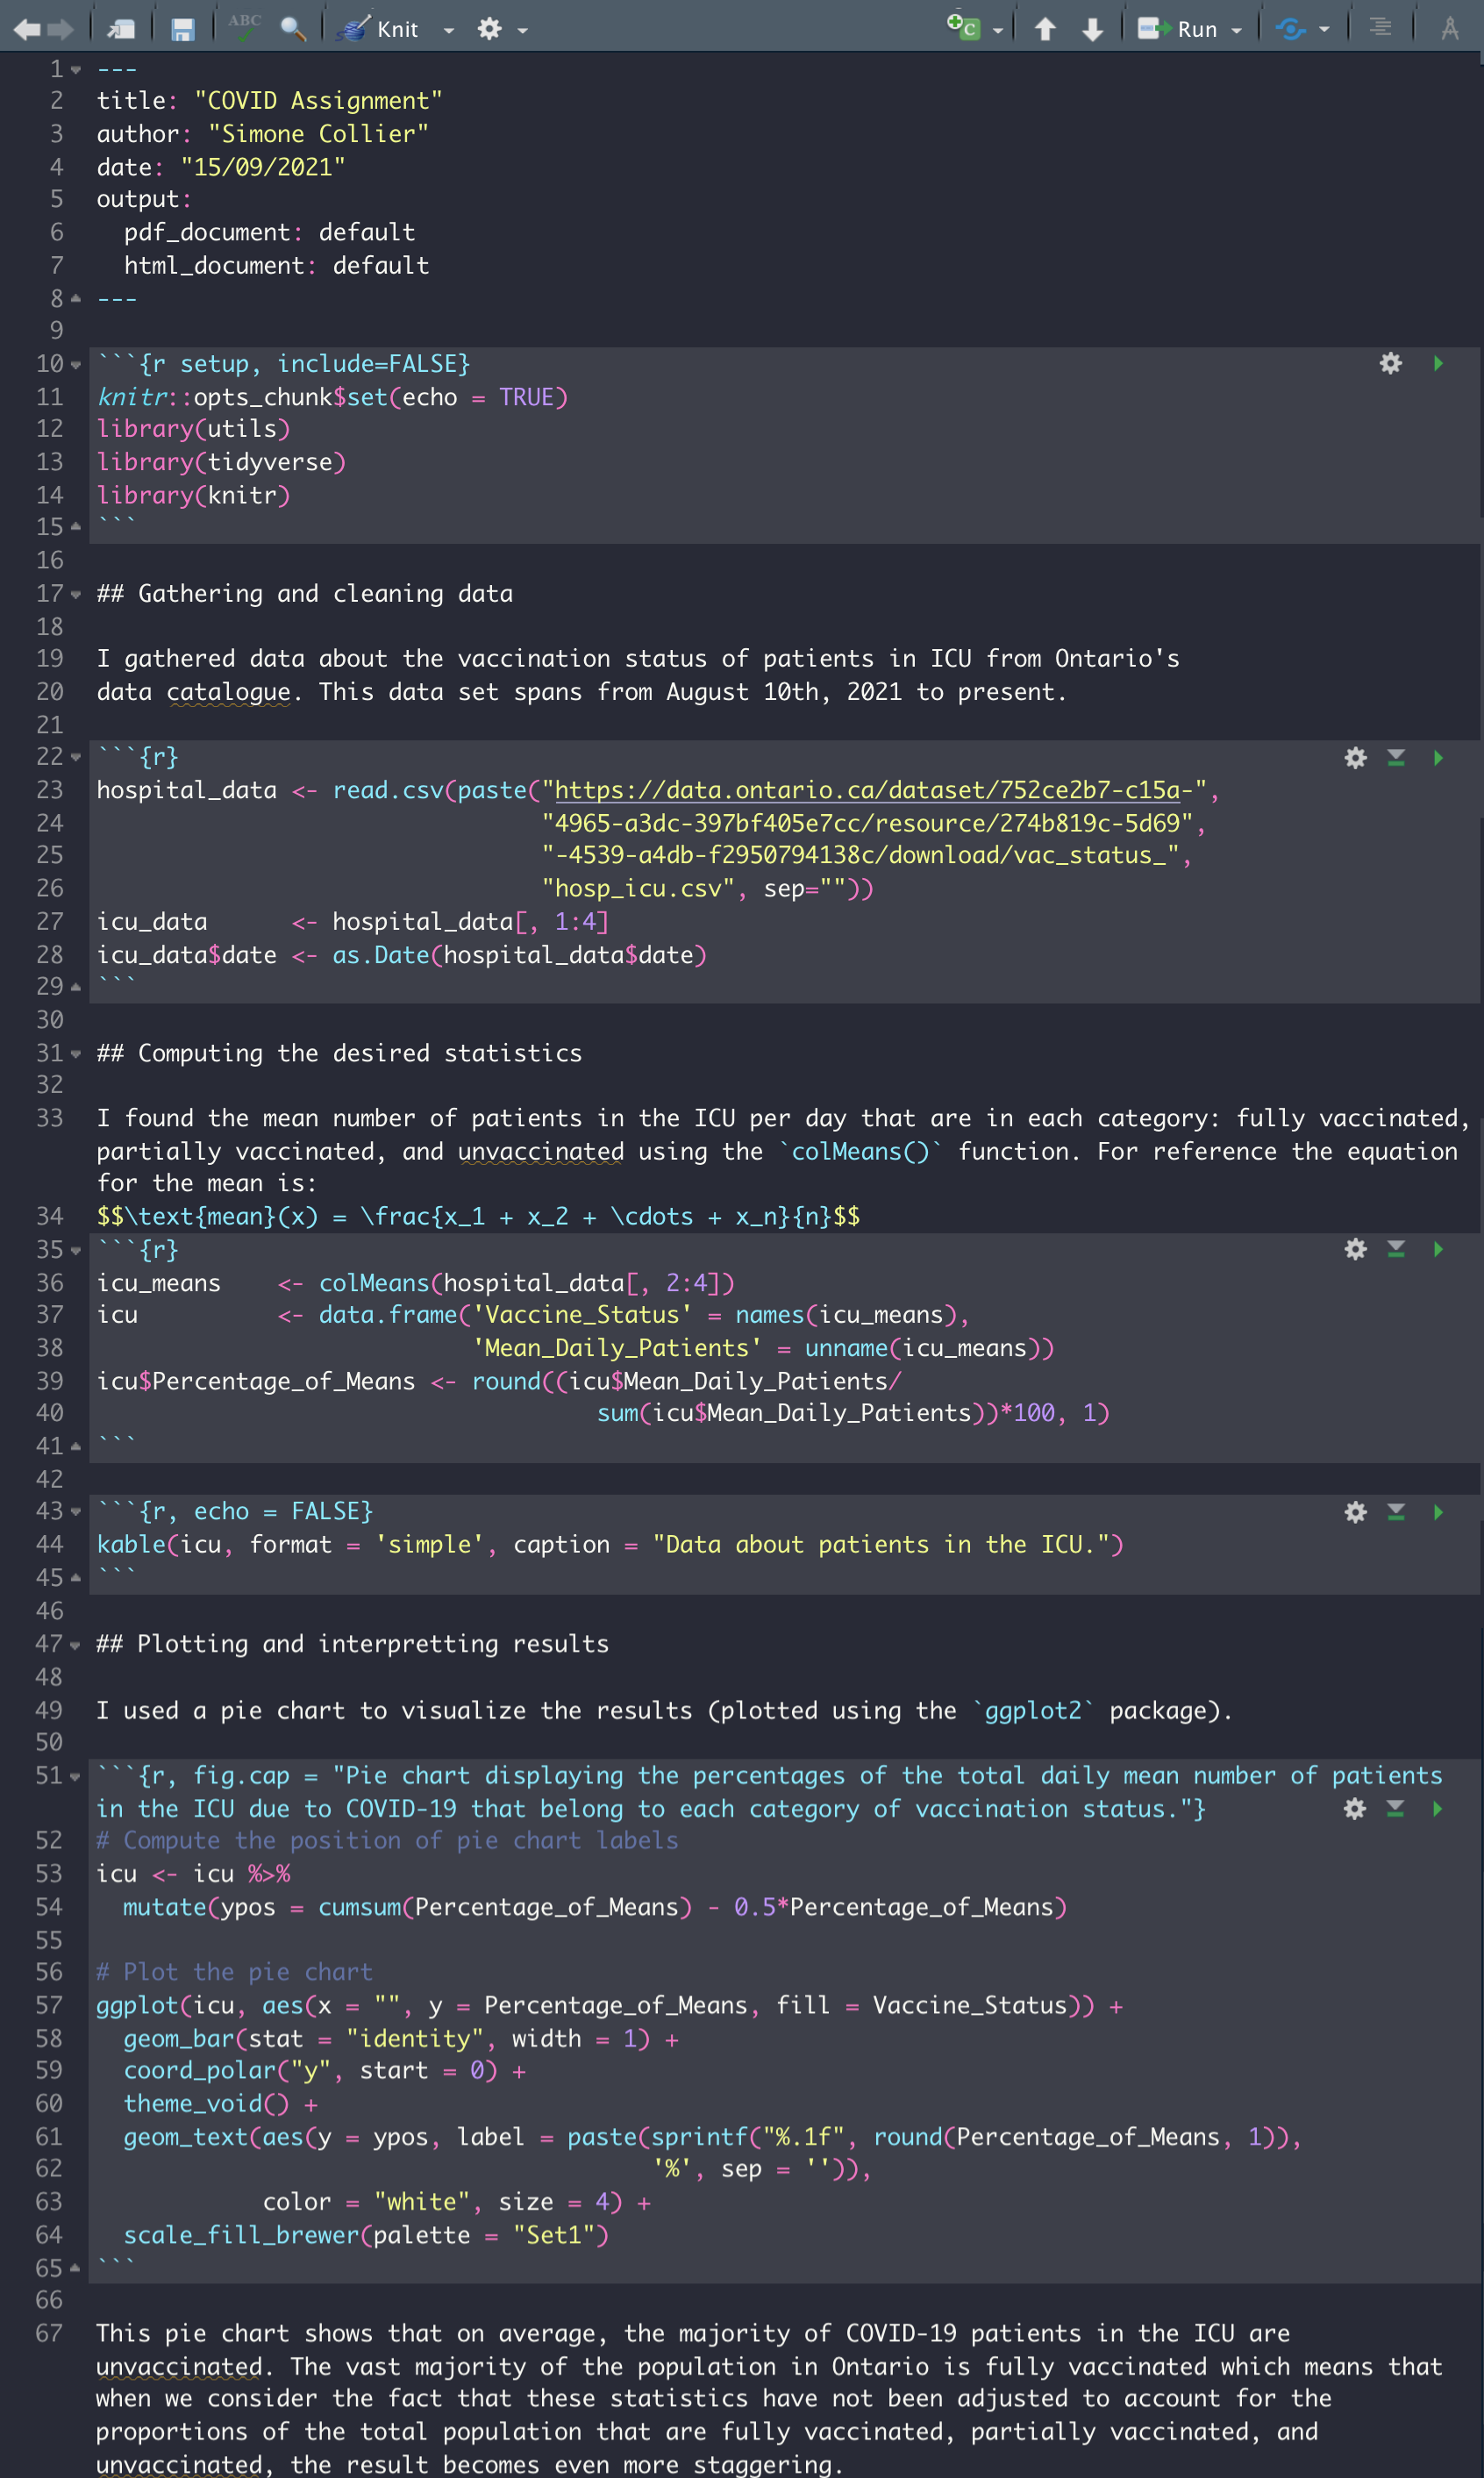 ABC Knit Run
1 ---
2 title: "COVID Assignment"
3 author: "Simone Collier"
4 date: "15/09/2021"
5 output:
6   pdf_document: default
7   html_document: default
8 ---
9
10 ```{r setup, include=FALSE}
11 knitr::opts_chunk$set(echo = TRUE)
12 library(utils)
13 library(tidyverse)
14 library(knitr)
15 ```
16
17 ## Gathering and cleaning data
18
19 I gathered data about the vaccination status of patients in ICU from Ontario's
20 data catalogue. This data set spans from August 10th, 2021 to present.
21
22 ```{r}
23 hospital_data <- read.csv(paste("https://data.ontario.ca/dataset/752ce2b7-c15a-",
24                                 "4965-a3dc-397bf405e7cc/resource/274b819c-5d69",
25                                 "-4539-a4db-f2950794138c/download/vac_status_",
26                                 "hosp_icu.csv", sep=""))
27 icu_data      <- hospital_data[, 1:4]
28 icu_data$date <- as.Date(hospital_data$date)
29 ```
30
31 ## Computing the desired statistics
32
33 I found the mean number of patients in the ICU per day that are in each category: fully vaccinated,
partially vaccinated, and unvaccinated using the `colMeans()` function. For reference the equation
for the mean is:
34 $$\text{mean}(x) = \frac{x_1 + x_2 + \cdots + x_n}{n}$$
35 ```{r}
36 icu_means    <- colMeans(hospital_data[, 2:4])
37 icu          <- data.frame('Vaccine_Status' = names(icu_means),
38                            'Mean_Daily_Patients' = unname(icu_means))
39 icu$Percentage_of_Means <- round((icu$Mean_Daily_Patients/
40                                     sum(icu$Mean_Daily_Patients))*100, 1)
41 ```
42
43 ```{r, echo = FALSE}
44 kable(icu, format = 'simple', caption = "Data about patients in the ICU.")
45 ```
46
47 ## Plotting and interpretting results
48
49 I used a pie chart to visualize the results (plotted using the `ggplot2` package).
50
51 ```{r, fig.cap = "Pie chart displaying the percentages of the total daily mean number of patients
in the ICU due to COVID-19 that belong to each category of vaccination status."}
52 # Compute the position of pie chart labels
53 icu <- icu %>%
54   mutate(ypos = cumsum(Percentage_of_Means) - 0.5*Percentage_of_Means)
55
56 # Plot the pie chart
57 ggplot(icu, aes(x = "", y = Percentage_of_Means, fill = Vaccine_Status)) +
58   geom_bar(stat = "identity", width = 1) +
59   coord_polar("y", start = 0) +
60   theme_void() +
61   geom_text(aes(y = ypos, label = paste(sprintf("%.1f", round(Percentage_of_Means, 1)),
62                                         '%', sep = '')),
63             color = "white", size = 4) +
64   scale_fill_brewer(palette = "Set1")
65 ```
66
67 This pie chart shows that on average, the majority of COVID-19 patients in the ICU are
unvaccinated. The vast majority of the population in Ontario is fully vaccinated which means that
when we consider the fact that these statistics have not been adjusted to account for the
proportions of the total population that are fully vaccinated, partially vaccinated, and
unvaccinated, the result becomes even more staggering.